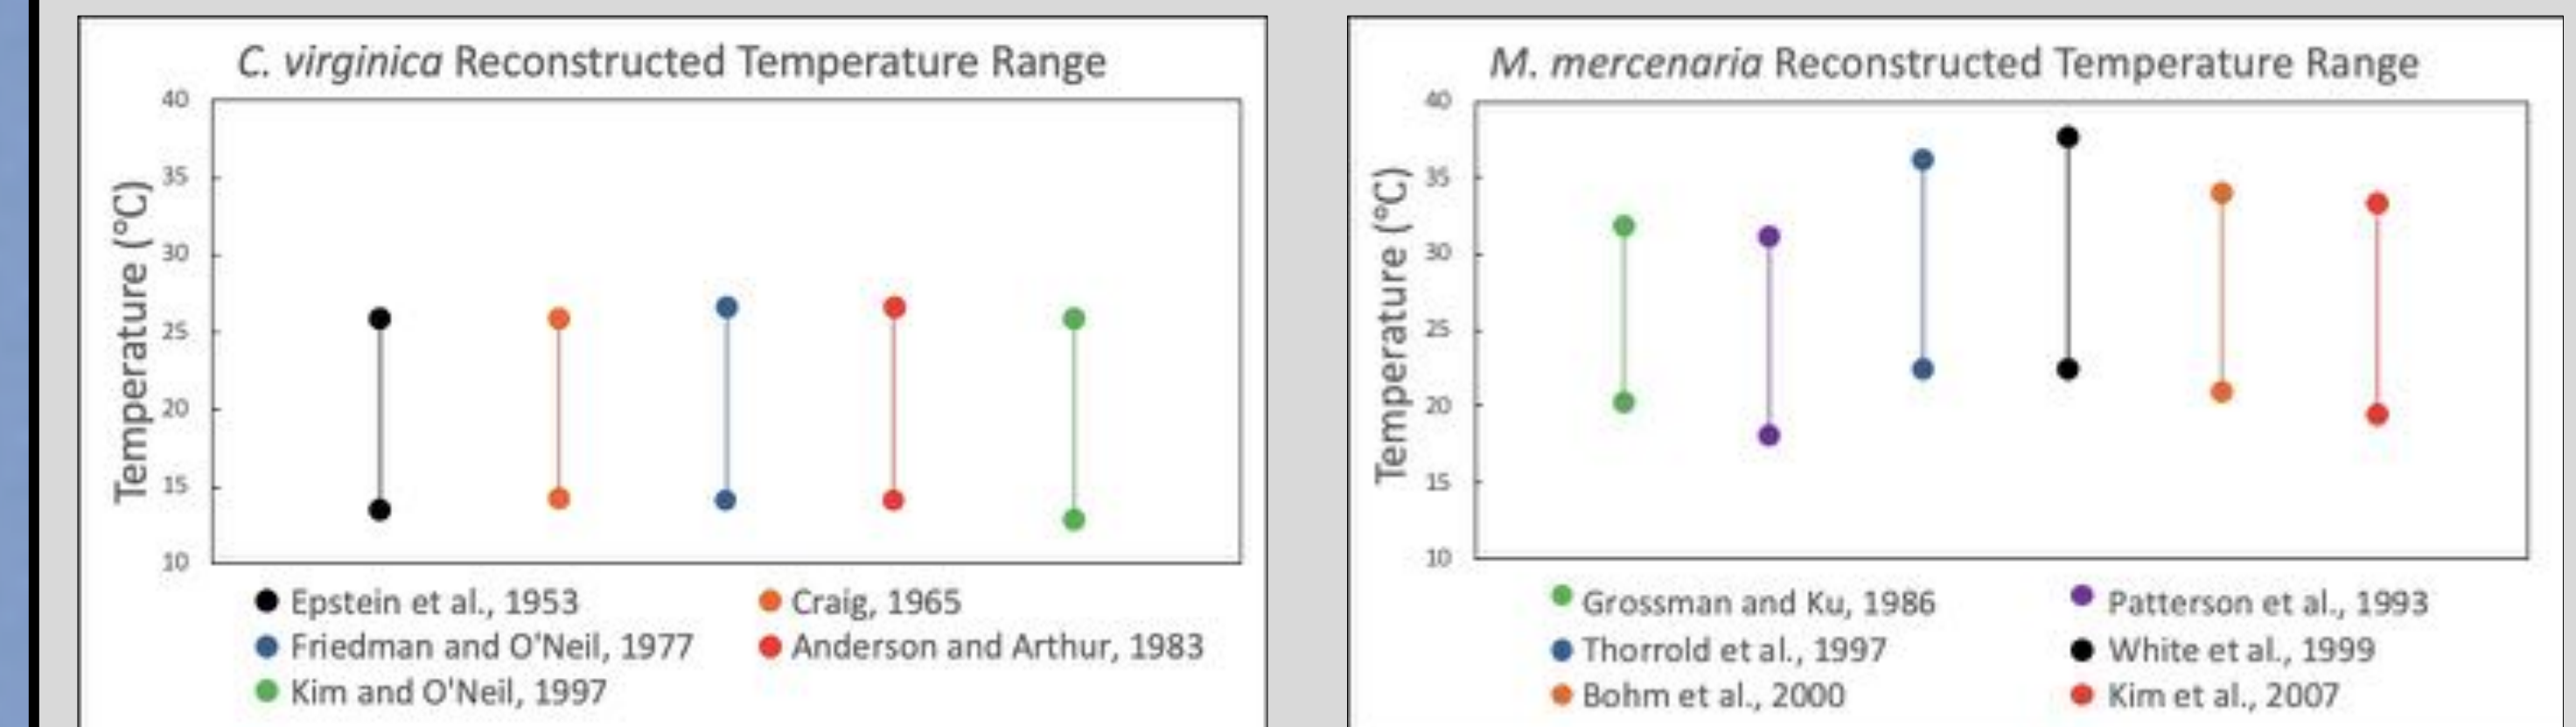 C. virginica Reconstructed Temperature Range
40
35
30
25
20
15
10
Temperature (°C)
Epstein et al., 1953
Craig, 1965
Friedman and O'Neil, 1977
Anderson and Arthur, 1983
Kim and O'Neil, 1997
M. mercenaria Reconstructed Temperature Range
40
35
30
25
20
15
10
Temperature (°C)
Grossman and Ku, 1986
Patterson et al., 1993
Thorrold et al., 1997
White et al., 1999
Bohm et al., 2000
Kim et al., 2007